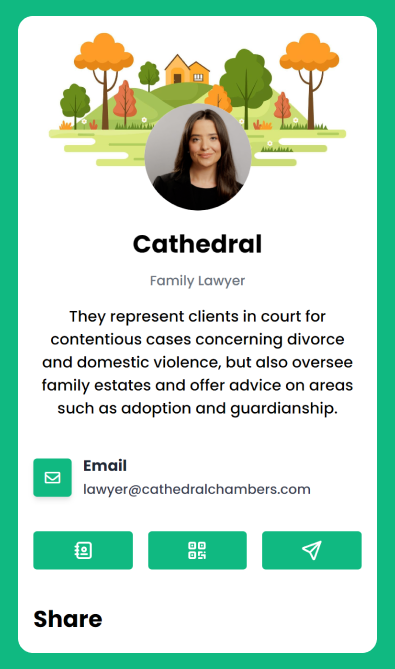 Cathedral
Family Lawyer
They represent clients in court for
contentious cases concerning divorce
and domestic violence, but also oversee
family estates and offer advice on areas
such as adoption and guardianship.
Email
lawyer@cathedralchambers.com
Share